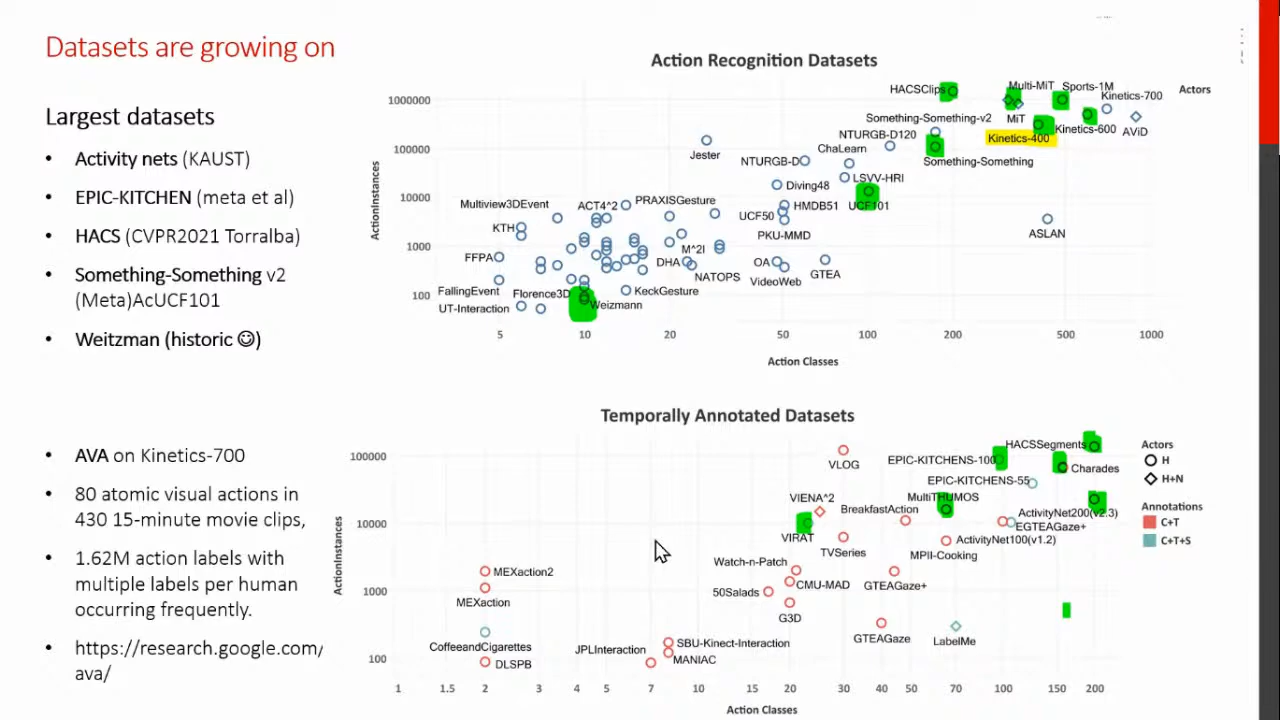 Datasets are growing on
Largest datasets
• Activity nets (KAUST)
• EPIC-KITCHEN (meta et al)
• HACS (CVPR2021 Torralba)
• Something-Something v2
(Meta)AcUCF101
• Weitzman (historic ☺)
• AVA on Kinetics-700
• 80 atomic visual actions in
430 15-minute movie clips,
• 1.62M action labels with
multiple labels per human
occurring frequently.
• https://research.google.com/
ava/
Action Recognition Datasets
Actors
ActionInstances
1000000
100000
10000
1000
100
HACSClips
Multi-MiT
Sports-1M
Kinetics-700
MiT
Kinetics-600
AViD
Kinetics-400
Something-Something-v2
NTURGB-D120
Something-Something
ChaLearn
Jester
NTURGB-D
LSVV-HRI
Diving48
UCF101
HMDB51
UCF50
PKU-MMD
ASLAN
Multiview3DEvent
ACT4^2
PRAXISGesture
KTH
M^2I
FFPA
DHA
NATOPS
OA
VideoWeb
GTEA
FallingEvent
Florence3D
KeckGesture
UT-Interaction
Weizmann
5 10 20 50 100 200 500 1000
Action Classes
Temporally Annotated Datasets
ActionInstances
100000
10000
1000
100
VLOG
EPIC-KITCHENS-100
HACSSegments
Charades
EPIC-KITCHENS-55
VIENA^2
MultiTHUMOS
BreakfastAction
ActivityNet200(v2.3)
EGTEAGaze+
VIRAT
TVSeries
ActivityNet100(v1.2)
MPII-Cooking
Watch-n-Patch
MEXaction2
CMU-MAD
GTEAGaze+
50Salads
MEXaction
G3D
GTEAGaze
LabelMe
CoffeeandCigarettes
SBU-Kinect-Interaction
JPLInteraction
MANIAC
DLSPB
1 1.5 2 3 4 5 7 10 15 20 30 40 50 70 100 150 200
Action Classes
Actors
H
H+N
Annotations
C+T
C+T+S